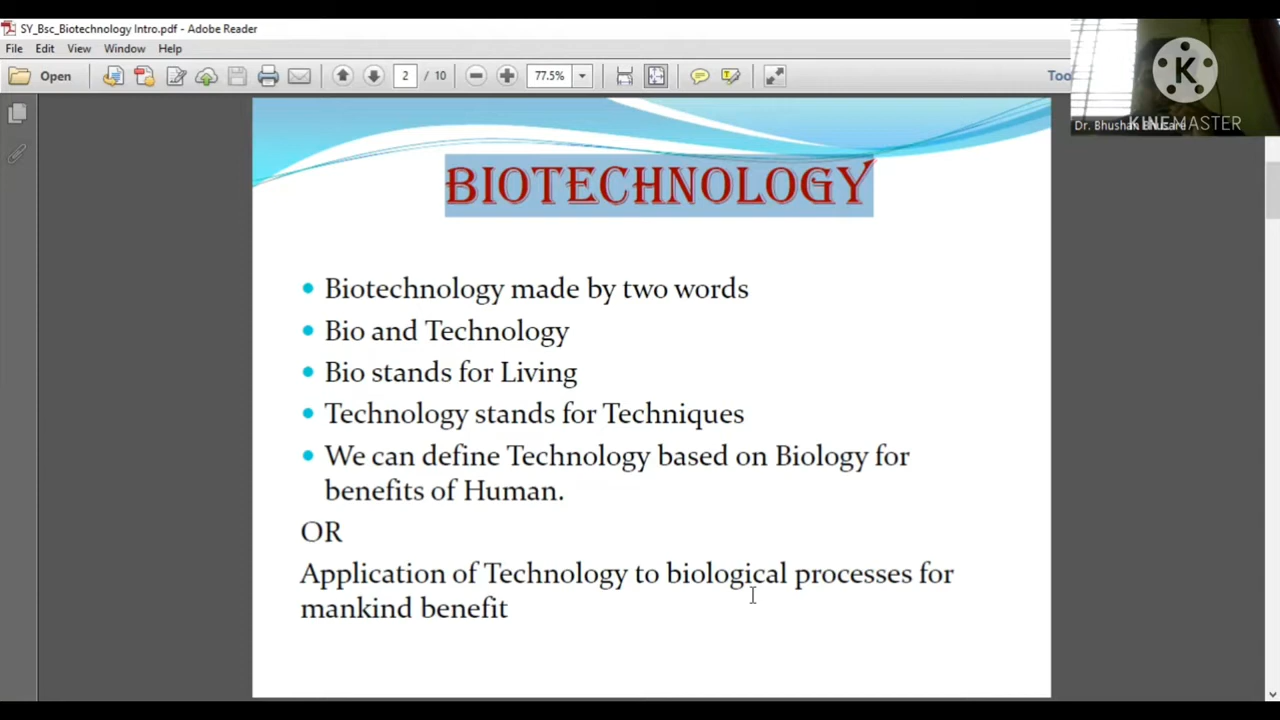 SY_Bsc_Biotechnology Intro.pdf - Adobe Reader
File Edit View Window Help
Open 2 / 10 77.5% Too
K
KINEMASTER
Dr. Bhushan Bhusare
BIOTECHNOLOGY
Biotechnology made by two words
Bio and Technology
Bio stands for Living
Technology stands for Techniques
We can define Technology based on Biology for
benefits of Human.
OR
Application of Technology to biological processes for
mankind benefit